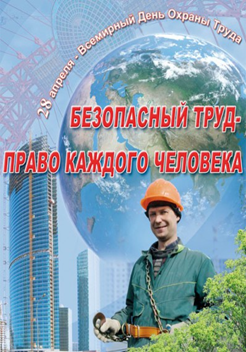 28 апреля - Всемирный День Охраны Труда
БЕЗОПАСНЫЙ ТРУД-
ПРАВО КАЖДОГО ЧЕЛОВЕКА